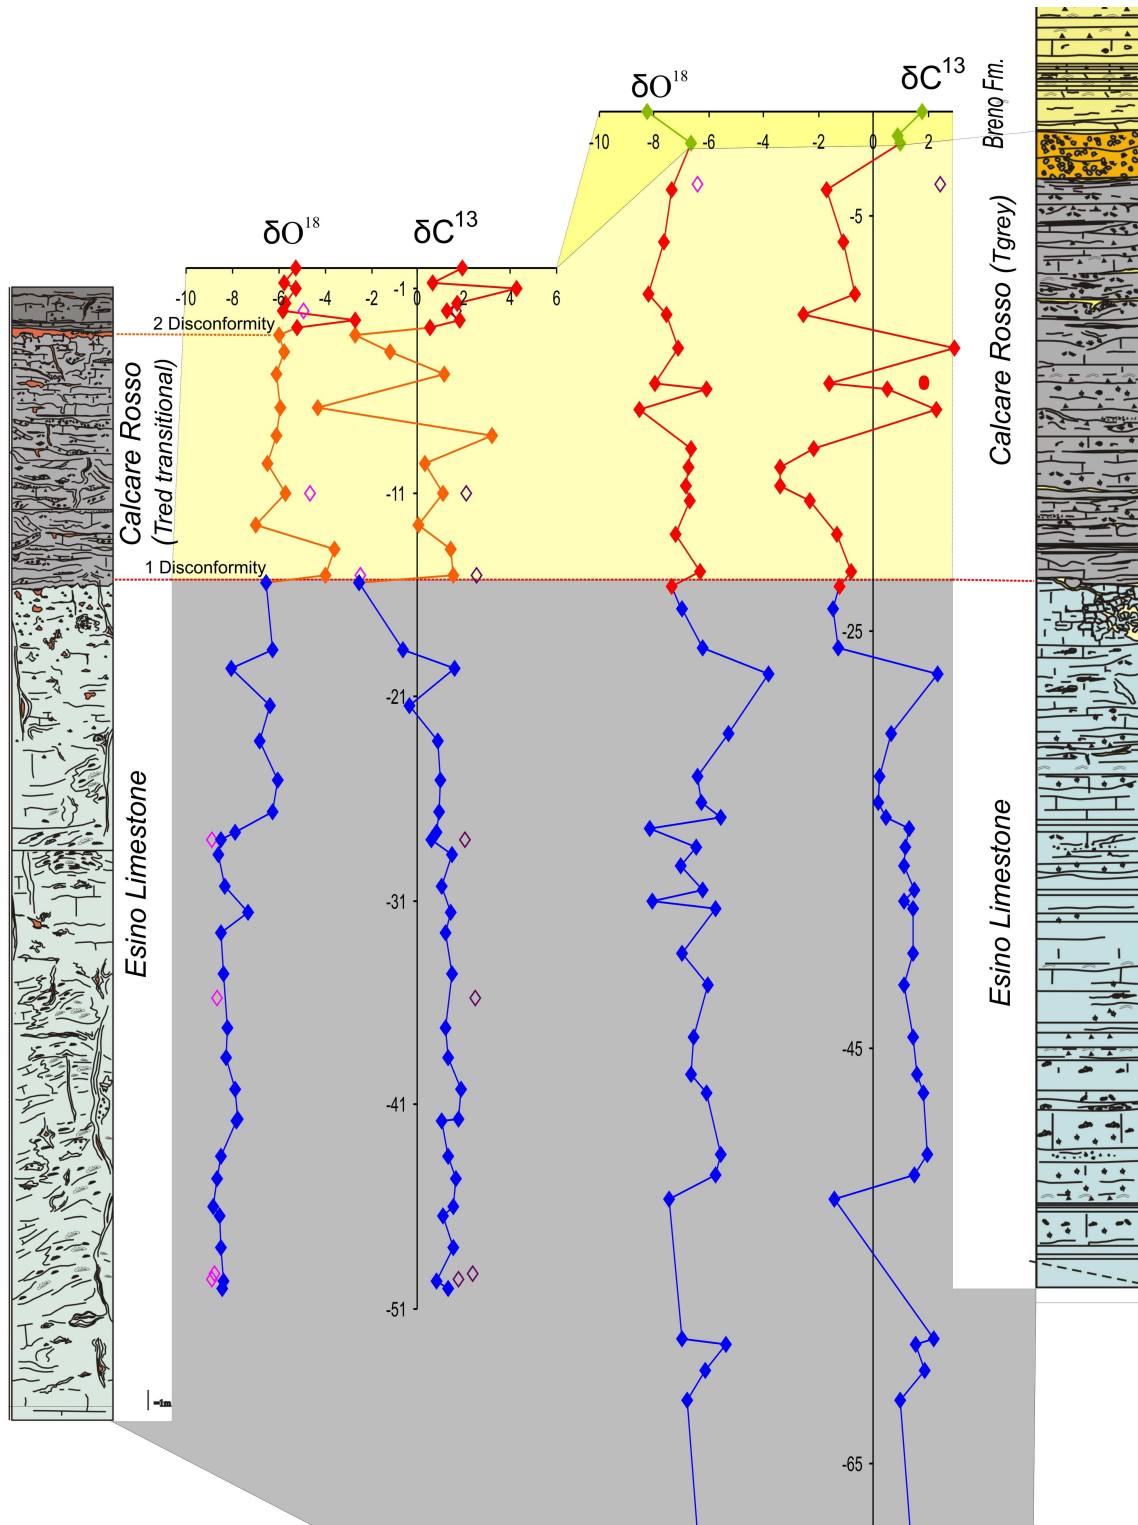 δO18
δC13
Breno Fm.
-10
-8
-6
-4
-2
0
2
-5
δO18
δC13
-10
-8
-6
-4
-2
-1
2
4
6
2 Disconformity
Calcare Rosso
(Tred transitional)
Calcare Rosso (Tgrey)
-11
1 Disconformity
-25
-21
Esino Limestone
Esino Limestone
-31
-45
-41
-51
=1m
-65